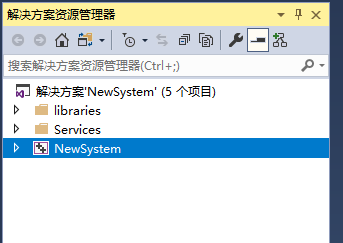 解决方案资源管理器
搜索解决方案资源管理器(Ctrl+;)
解决方案'NewSystem' (5 个项目)
libraries
Services
NewSystem